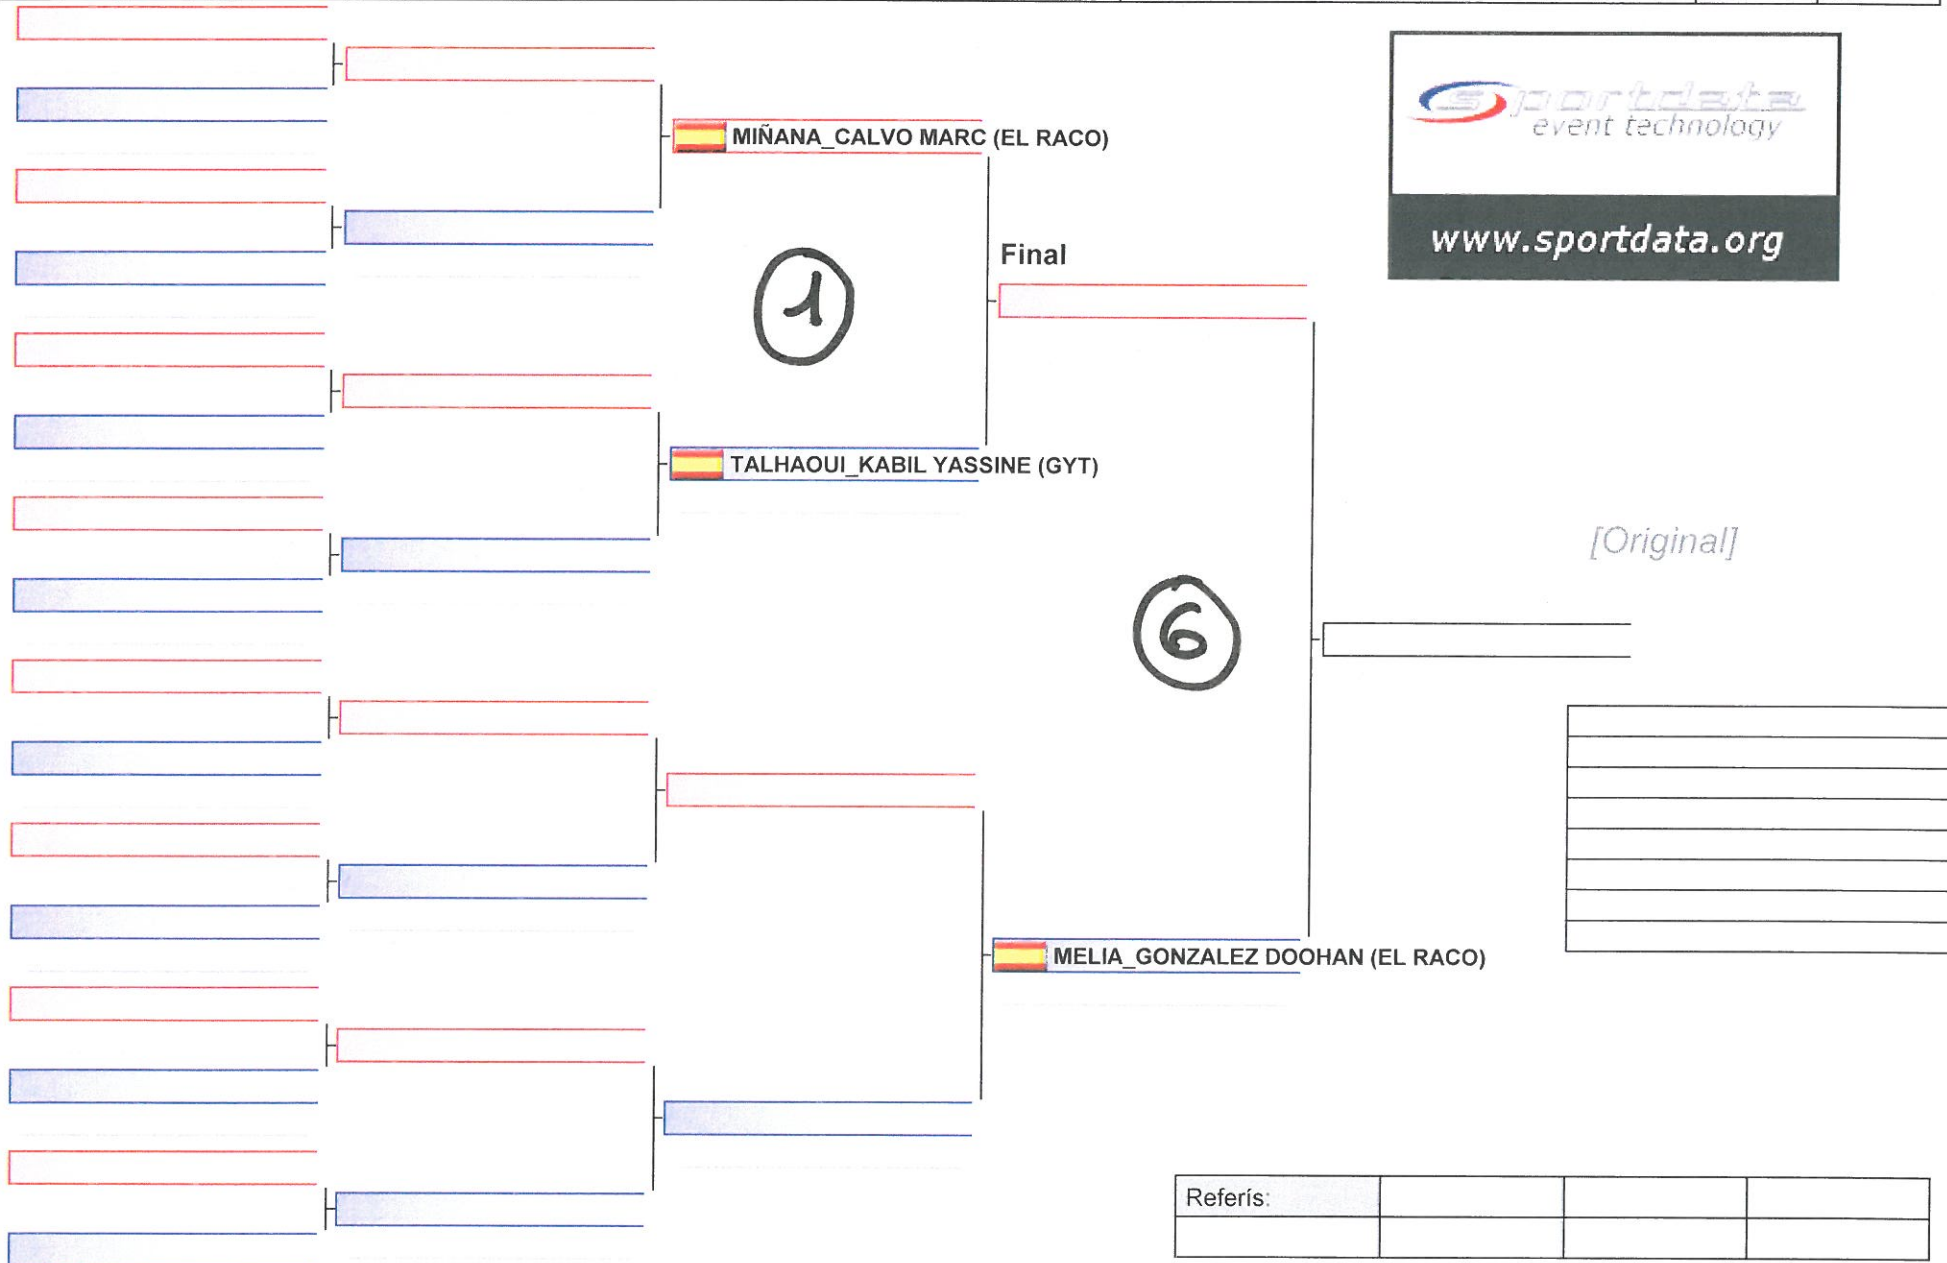 sportdata
event technology
www.sportdata.org
MIÑANA_CALVO MARC (EL RACO)
Final
1
TALHAOUI_KABIL YASSINE (GYT)
[Original]
6
MELIA_GONZALEZ DOOHAN (EL RACO)
Referís: